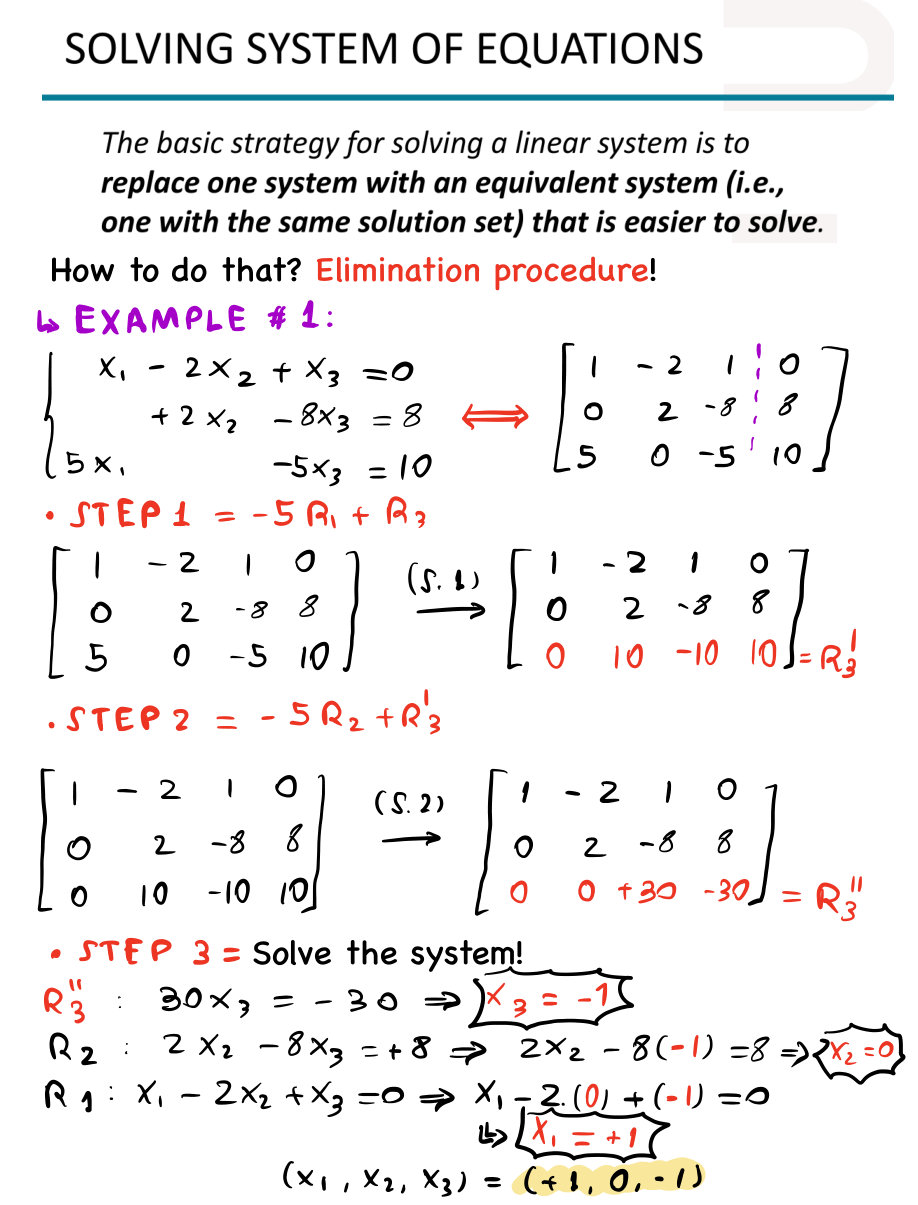 SOLVING SYSTEM OF EQUATIONS
The basic strategy for solving a linear system is to
replace one system with an equivalent system (i.e.,
one with the same solution set) that is easier to solve.
How to do that? Elimination procedure!
↳ EXAMPLE #1:
x₁ - 2x₂ + x₃ = 0
+2x₂ - 8x₃ = 8
5x₁ -5x₃ = 10
⟺
1 -2 1 ¦ 0
0 2 -8 ¦ 8
5 0 -5 ¦ 10
• STEP 1 = -5R₁ + R₃
1 -2 1 0
0 2 -8 8
5 0 -5 10
(S.1) →
1 -2 1 0
0 2 -8 8
0 10 -10 10 = R₃'
• STEP 2 = -5R₂ + R'₃
1 -2 1 0
0 2 -8 8
0 10 -10 10
(S.2) →
1 -2 1 0
0 2 -8 8
0 0 +30 -30 = R₃''
• STEP 3 = Solve the system!
R₃'' : 30x₃ = -30 ⇒ x₃ = -1
R₂ : 2x₂ - 8x₃ = +8 ⇒ 2x₂ - 8(-1) = 8 ⇒ x₂ = 0
R1 : x₁ - 2x₂ + x₃ = 0 ⇒ x₁ - 2.(0) + (-1) = 0
↳ x₁ = +1
(x₁, x₂, x₃) = (+1, 0, -1)